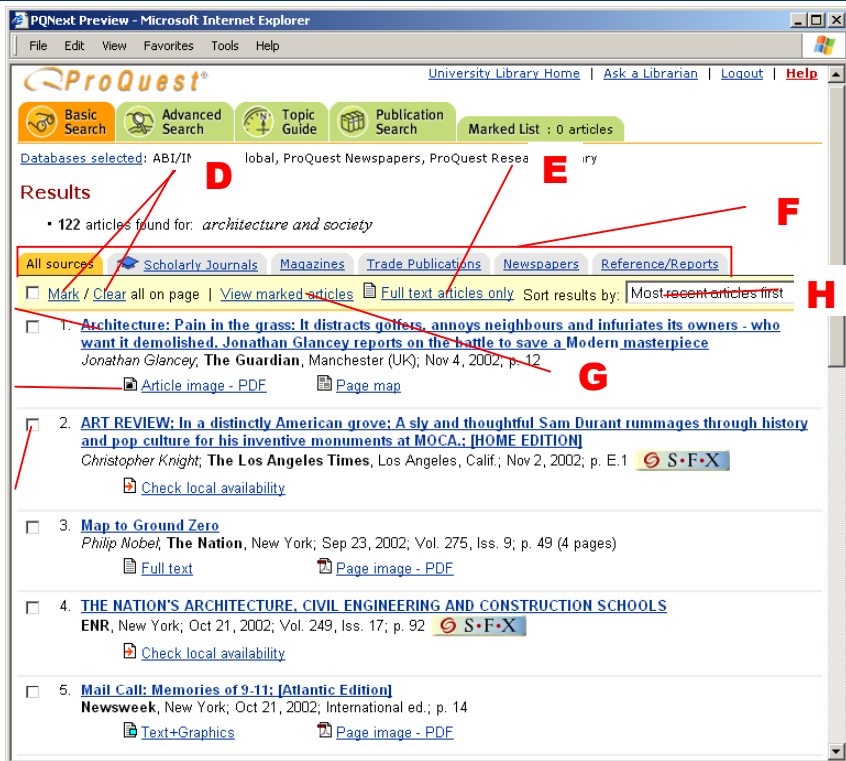 PQNext Preview - Microsoft Internet Explorer
File Edit View Favorites Tools Help
ProQuest® University Library Home | Ask a Librarian | Logout | Help
Basic Search Advanced Search Topic Guide Publication Search Marked List : 0 articles
Databases selected: ABI/IN lobal, ProQuest Newspapers, ProQuest Resea ry
D E
Results
F
• 122 articles found for: architecture and society
All sources Scholarly Journals Magazines Trade Publications Newspapers Reference/Reports
Mark / Clear all on page | View marked articles Full text articles only Sort results by: Most recent articles first H
1. Architecture: Pain in the grass: It distracts golfers, annoys neighbours and infuriates its owners - who
want it demolished. Jonathan Glancey reports on the battle to save a Modern masterpiece
Jonathan Glancey; The Guardian, Manchester (UK); Nov 4, 2002; p. 12
G
Article image - PDF Page map
2. ART REVIEW; In a distinctly American grove; A sly and thoughtful Sam Durant rummages through history
and pop culture for his inventive monuments at MOCA.; [HOME EDITION]
Christopher Knight; The Los Angeles Times, Los Angeles, Calif.; Nov 2, 2002; p. E.1 S•F•X
Check local availability
3. Map to Ground Zero
Philip Nobel; The Nation, New York; Sep 23, 2002; Vol. 275, Iss. 9; p. 49 (4 pages)
Full text Page image - PDF
4. THE NATION'S ARCHITECTURE, CIVIL ENGINEERING AND CONSTRUCTION SCHOOLS
ENR, New York; Oct 21, 2002; Vol. 249, Iss. 17; p. 92 S•F•X
Check local availability
5. Mail Call: Memories of 9-11; [Atlantic Edition]
Newsweek, New York; Oct 21, 2002; International ed.; p. 14
Text+Graphics Page image - PDF